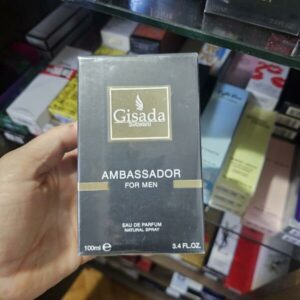 Gisada
Switzerland
AMBASSADOR
FOR MEN
EAU DE PARFUM
NATURAL SPRAY
100ml e
3.4 FL.OZ.